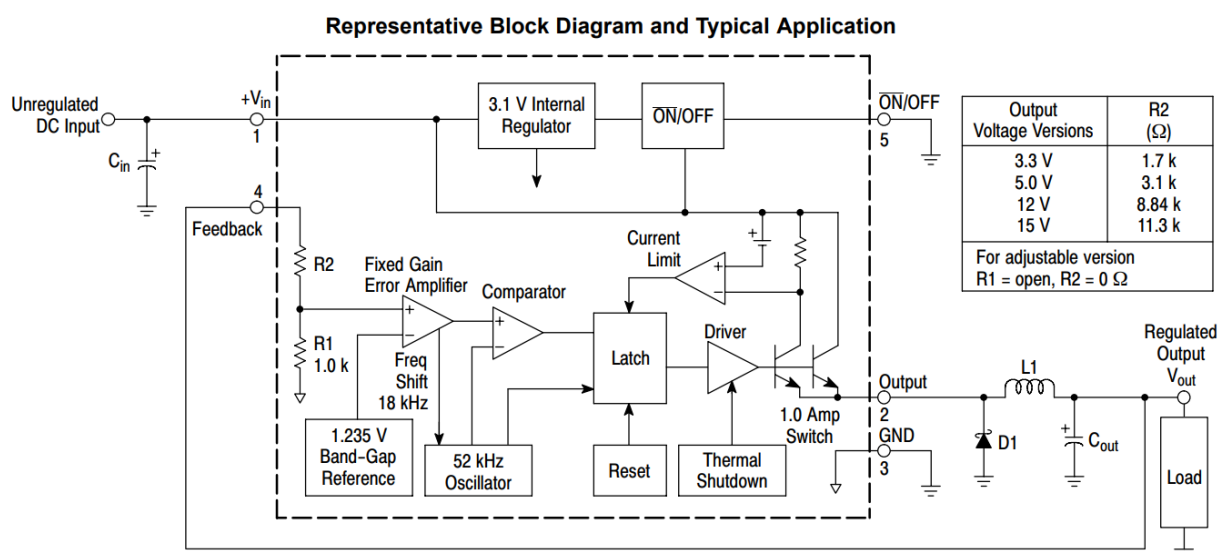 Representative Block Diagram and Typical Application
Unregulated
DC Input
Cin
+
+Vin
1
4
Feedback
3.1 V Internal
Regulator
ON/OFF
ON/OFF
5
Output
Voltage Versions
R2
(Ω)
3.3 V
1.7 k
5.0 V
3.1 k
12 V
8.84 k
15 V
11.3 k
For adjustable version
R1 = open, R2 = 0 Ω
R2
R1
1.0 k
Fixed Gain
Error Amplifier
+
−
Freq
Shift
18 kHz
Comparator
+
−
Current
Limit
+
−
+
Latch
Driver
1.0 Amp
Switch
1.235 V
Band-Gap
Reference
52 kHz
Oscillator
Reset
Thermal
Shutdown
Output
2
GND
3
D1
L1
+
Cout
Regulated
Output
Vout
Load